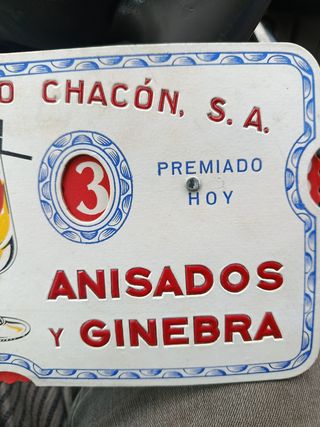 O CHACÓN, S. A.
3
PREMIADO
HOY
ANISADOS
Y GINEBRA